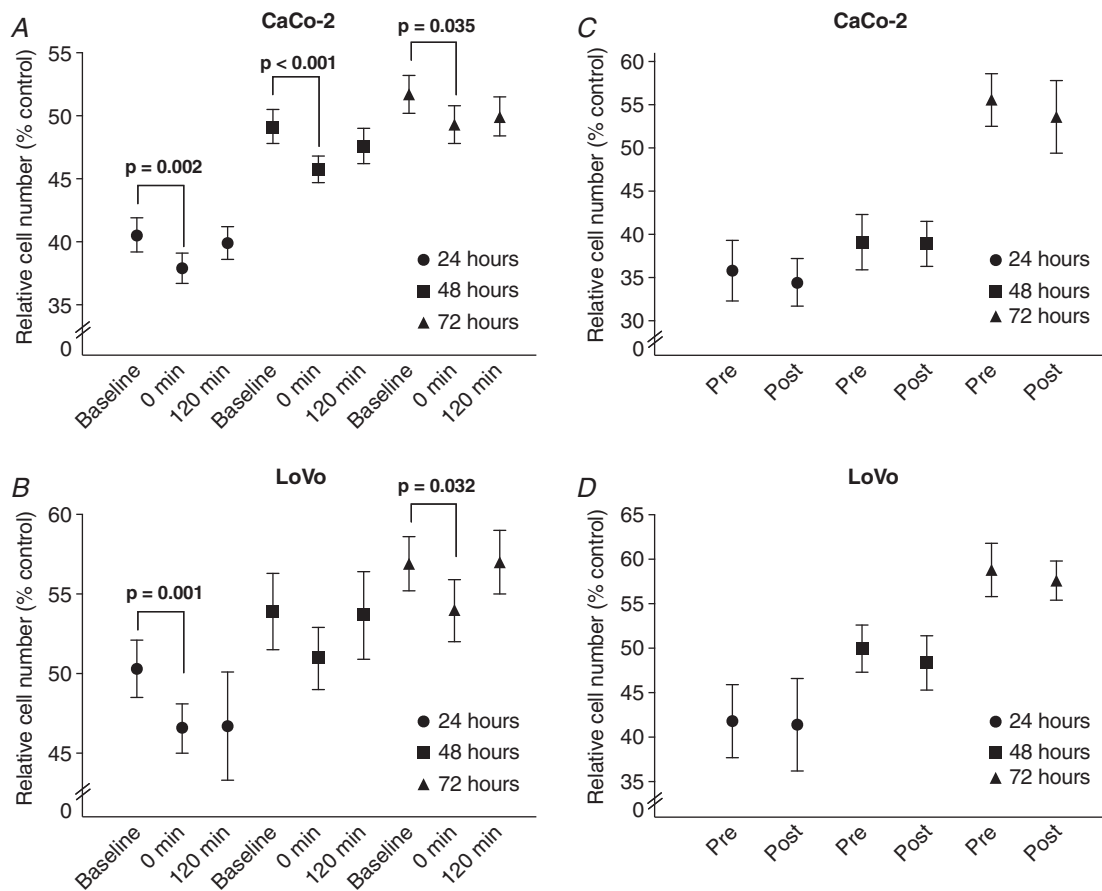 A
CaCo-2
Relative cell number (% control)
55
50
45
40
35
0
p = 0.002
p < 0.001
p = 0.035
24 hours
48 hours
72 hours
Baseline
0 min
120 min
Baseline
0 min
120 min
Baseline
0 min
120 min
C
CaCo-2
Relative cell number (% control)
60
55
50
45
40
35
30
0
24 hours
48 hours
72 hours
Pre
Post
Pre
Post
Pre
Post
B
LoVo
Relative cell number (% control)
60
55
50
45
0
p = 0.001
p = 0.032
24 hours
48 hours
72 hours
Baseline
0 min
120 min
Baseline
0 min
120 min
Baseline
0 min
120 min
D
LoVo
Relative cell number (% control)
65
60
55
50
45
40
35
0
24 hours
48 hours
72 hours
Pre
Post
Pre
Post
Pre
Post